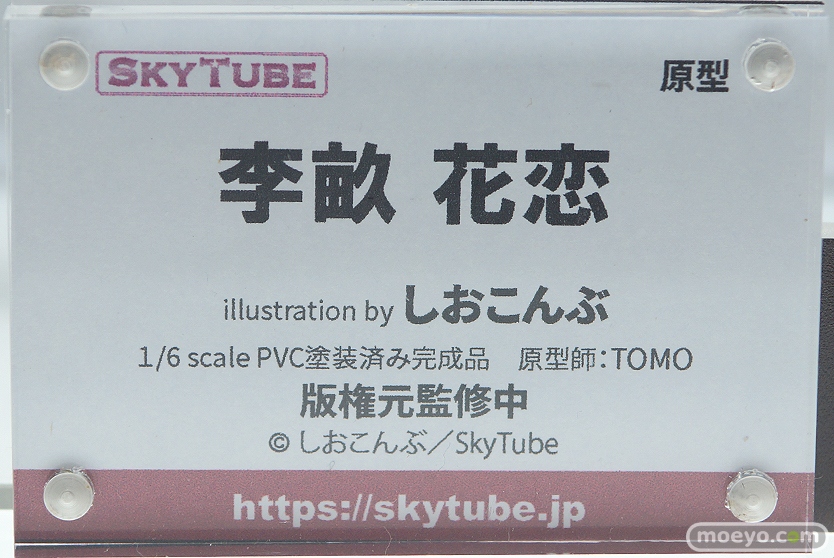 SKYTUBE
原型
李畝 花恋
illustration by しおこんぶ
1/6 scale PVC塗装済み完成品　原型師：TOMO
版権元監修中
© しおこんぶ／SkyTube
https://skytube.jp
moeyo.com